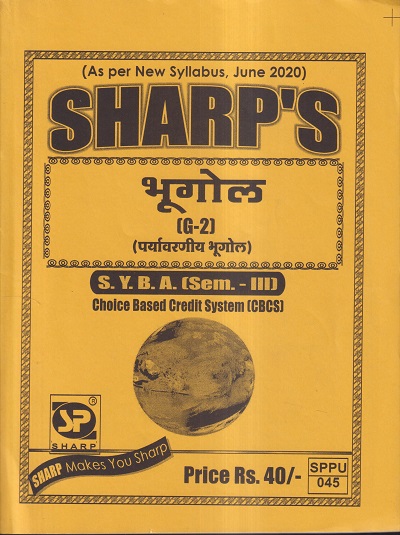 (As per New Syllabus, June 2020)
SHARP'S
भूगोल
(G-2)
(पर्यावरणीय भूगोल)
S. Y. B. A. (Sem. - III)
Choice Based Credit System (CBCS)
SP ®
SHARP
SHARP Makes You Sharp
Price Rs. 40/-
SPPU
045